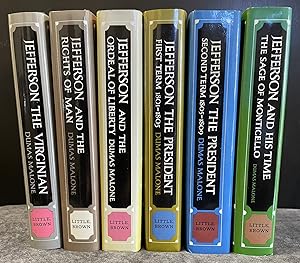 JEFFERSON THE VIRGINIAN
DUMAS MALONE
LITTLE, BROWN
JEFFERSON AND THE
RIGHTS OF MAN
DUMAS MALONE
LITTLE, BROWN
JEFFERSON AND THE
ORDEAL OF LIBERTY DUMAS MALONE
LITTLE, BROWN
JEFFERSON THE PRESIDENT
FIRST TERM 1801-1805 DUMAS MALONE
LITTLE, BROWN
JEFFERSON THE PRESIDENT
SECOND TERM 1805-1809 DUMAS MALONE
LITTLE, BROWN
JEFFERSON AND HIS TIME
THE SAGE OF MONTICELLO
DUMAS MALONE
LITTLE, BROWN